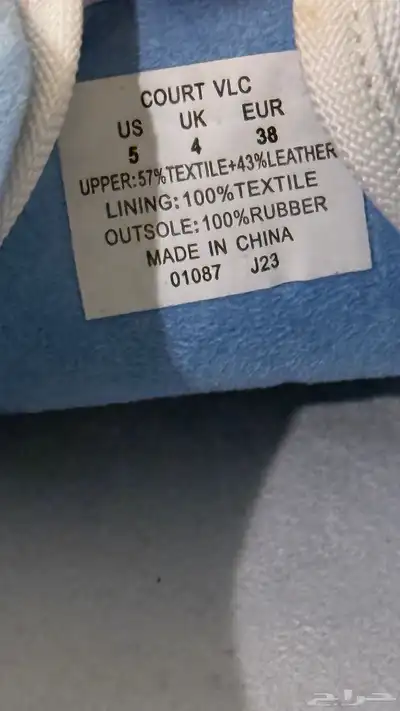 COURT VLC
US UK EUR
5 4 38
UPPER:57%TEXTILE+43%LEATHER
LINING:100%TEXTILE
OUTSOLE:100%RUBBER
MADE IN CHINA
01087 J23
حراج